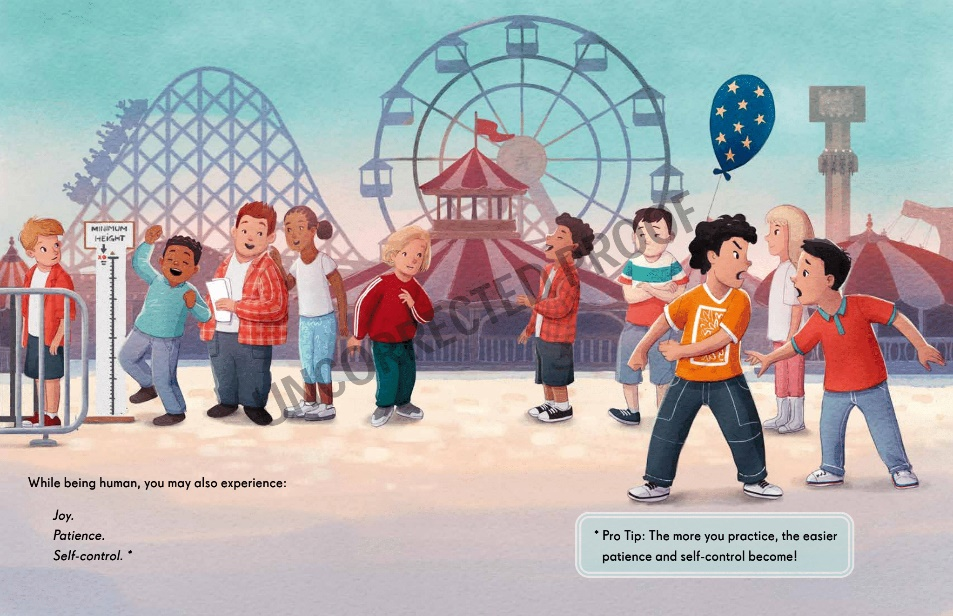 MINIMUM
HEIGHT
UNCORRECTED PROOF
While being human, you may also experience:
Joy.
Patience.
Self-control. *
* Pro Tip: The more you practice, the easier
patience and self-control become!